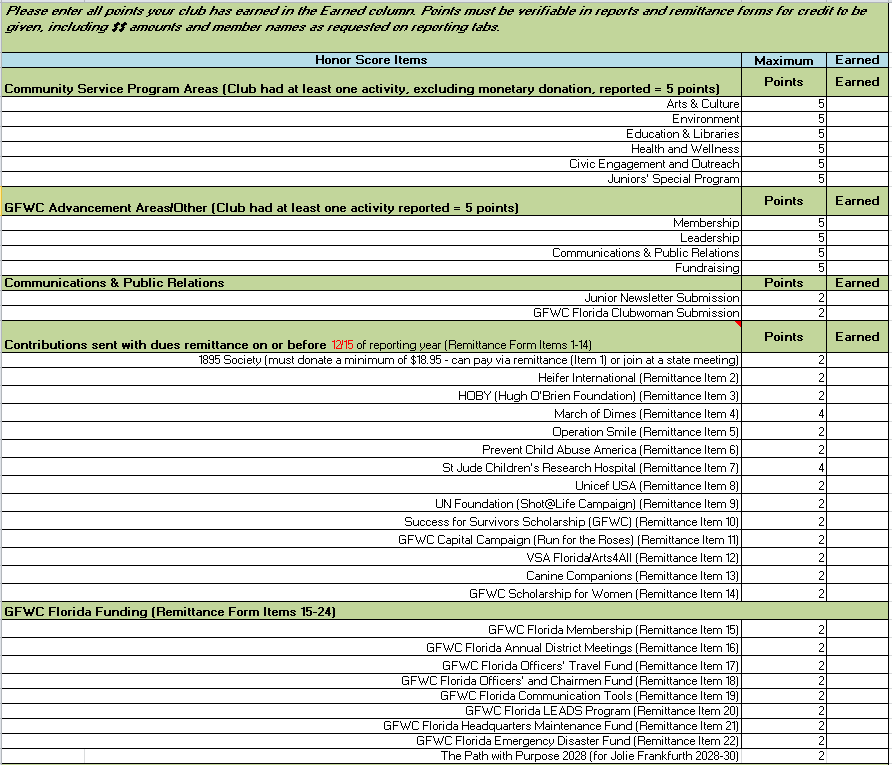 Please enter all points your club has earned in the Earned column. Points must be verifiable in reports and remittance forms for credit to be
given, including $$ amounts and member names as requested on reporting tabs.
Honor Score Items Maximum Earned
Community Service Program Areas (Club had at least one activity, excluding monetary donation, reported = 5 points) Points Earned
Arts & Culture 5
Environment 5
Education & Libraries 5
Health and Wellness 5
Civic Engagement and Outreach 5
Juniors' Special Program 5
GFWC Advancement Areas/Other (Club had at least one activity reported = 5 points) Points Earned
Membership 5
Leadership 5
Communications & Public Relations 5
Fundraising 5
Communications & Public Relations Points Earned
Junior Newsletter Submission 2
GFWC Florida Clubwoman Submission 2
Contributions sent with dues remittance on or before 12/15 of reporting year (Remittance Form Items 1-14) Points Earned
1895 Society (must donate a minimum of $18.95 - can pay via remittance (Item 1) or join at a state meeting) 2
Heifer International (Remittance Item 2) 2
HOBY (Hugh O'Brien Foundation) (Remittance Item 3) 2
March of Dimes (Remittance Item 4) 4
Operation Smile (Remittance Item 5) 2
Prevent Child Abuse America (Remittance Item 6) 2
St Jude Children's Research Hospital (Remittance Item 7) 4
Unicef USA (Remittance Item 8) 2
UN Foundation (Shot@Life Campaign) (Remittance Item 9) 2
Success for Survivors Scholarship (GFWC) (Remittance Item 10) 2
GFWC Capital Campaign (Run for the Roses) (Remittance Item 11) 2
VSA Florida/Arts4All (Remittance Item 12) 2
Canine Companions (Remittance Item 13) 2
GFWC Scholarship for Women (Remittance Item 14) 2
GFWC Florida Funding (Remittance Form Items 15-24)
GFWC Florida Membership (Remittance Item 15) 2
GFWC Florida Annual District Meetings (Remittance Item 16) 2
GFWC Florida Officers' Travel Fund (Remittance Item 17) 2
GFWC Florida Officers' and Chairmen Fund (Remittance Item 18) 2
GFWC Florida Communication Tools (Remittance Item 19) 2
GFWC Florida LEADS Program (Remittance Item 20) 2
GFWC Florida Headquarters Maintenance Fund (Remittance Item 21) 2
GFWC Florida Emergency Disaster Fund (Remittance Item 22) 2
The Path with Purpose 2028 (for Jolie Frankfurth 2028-30) 2